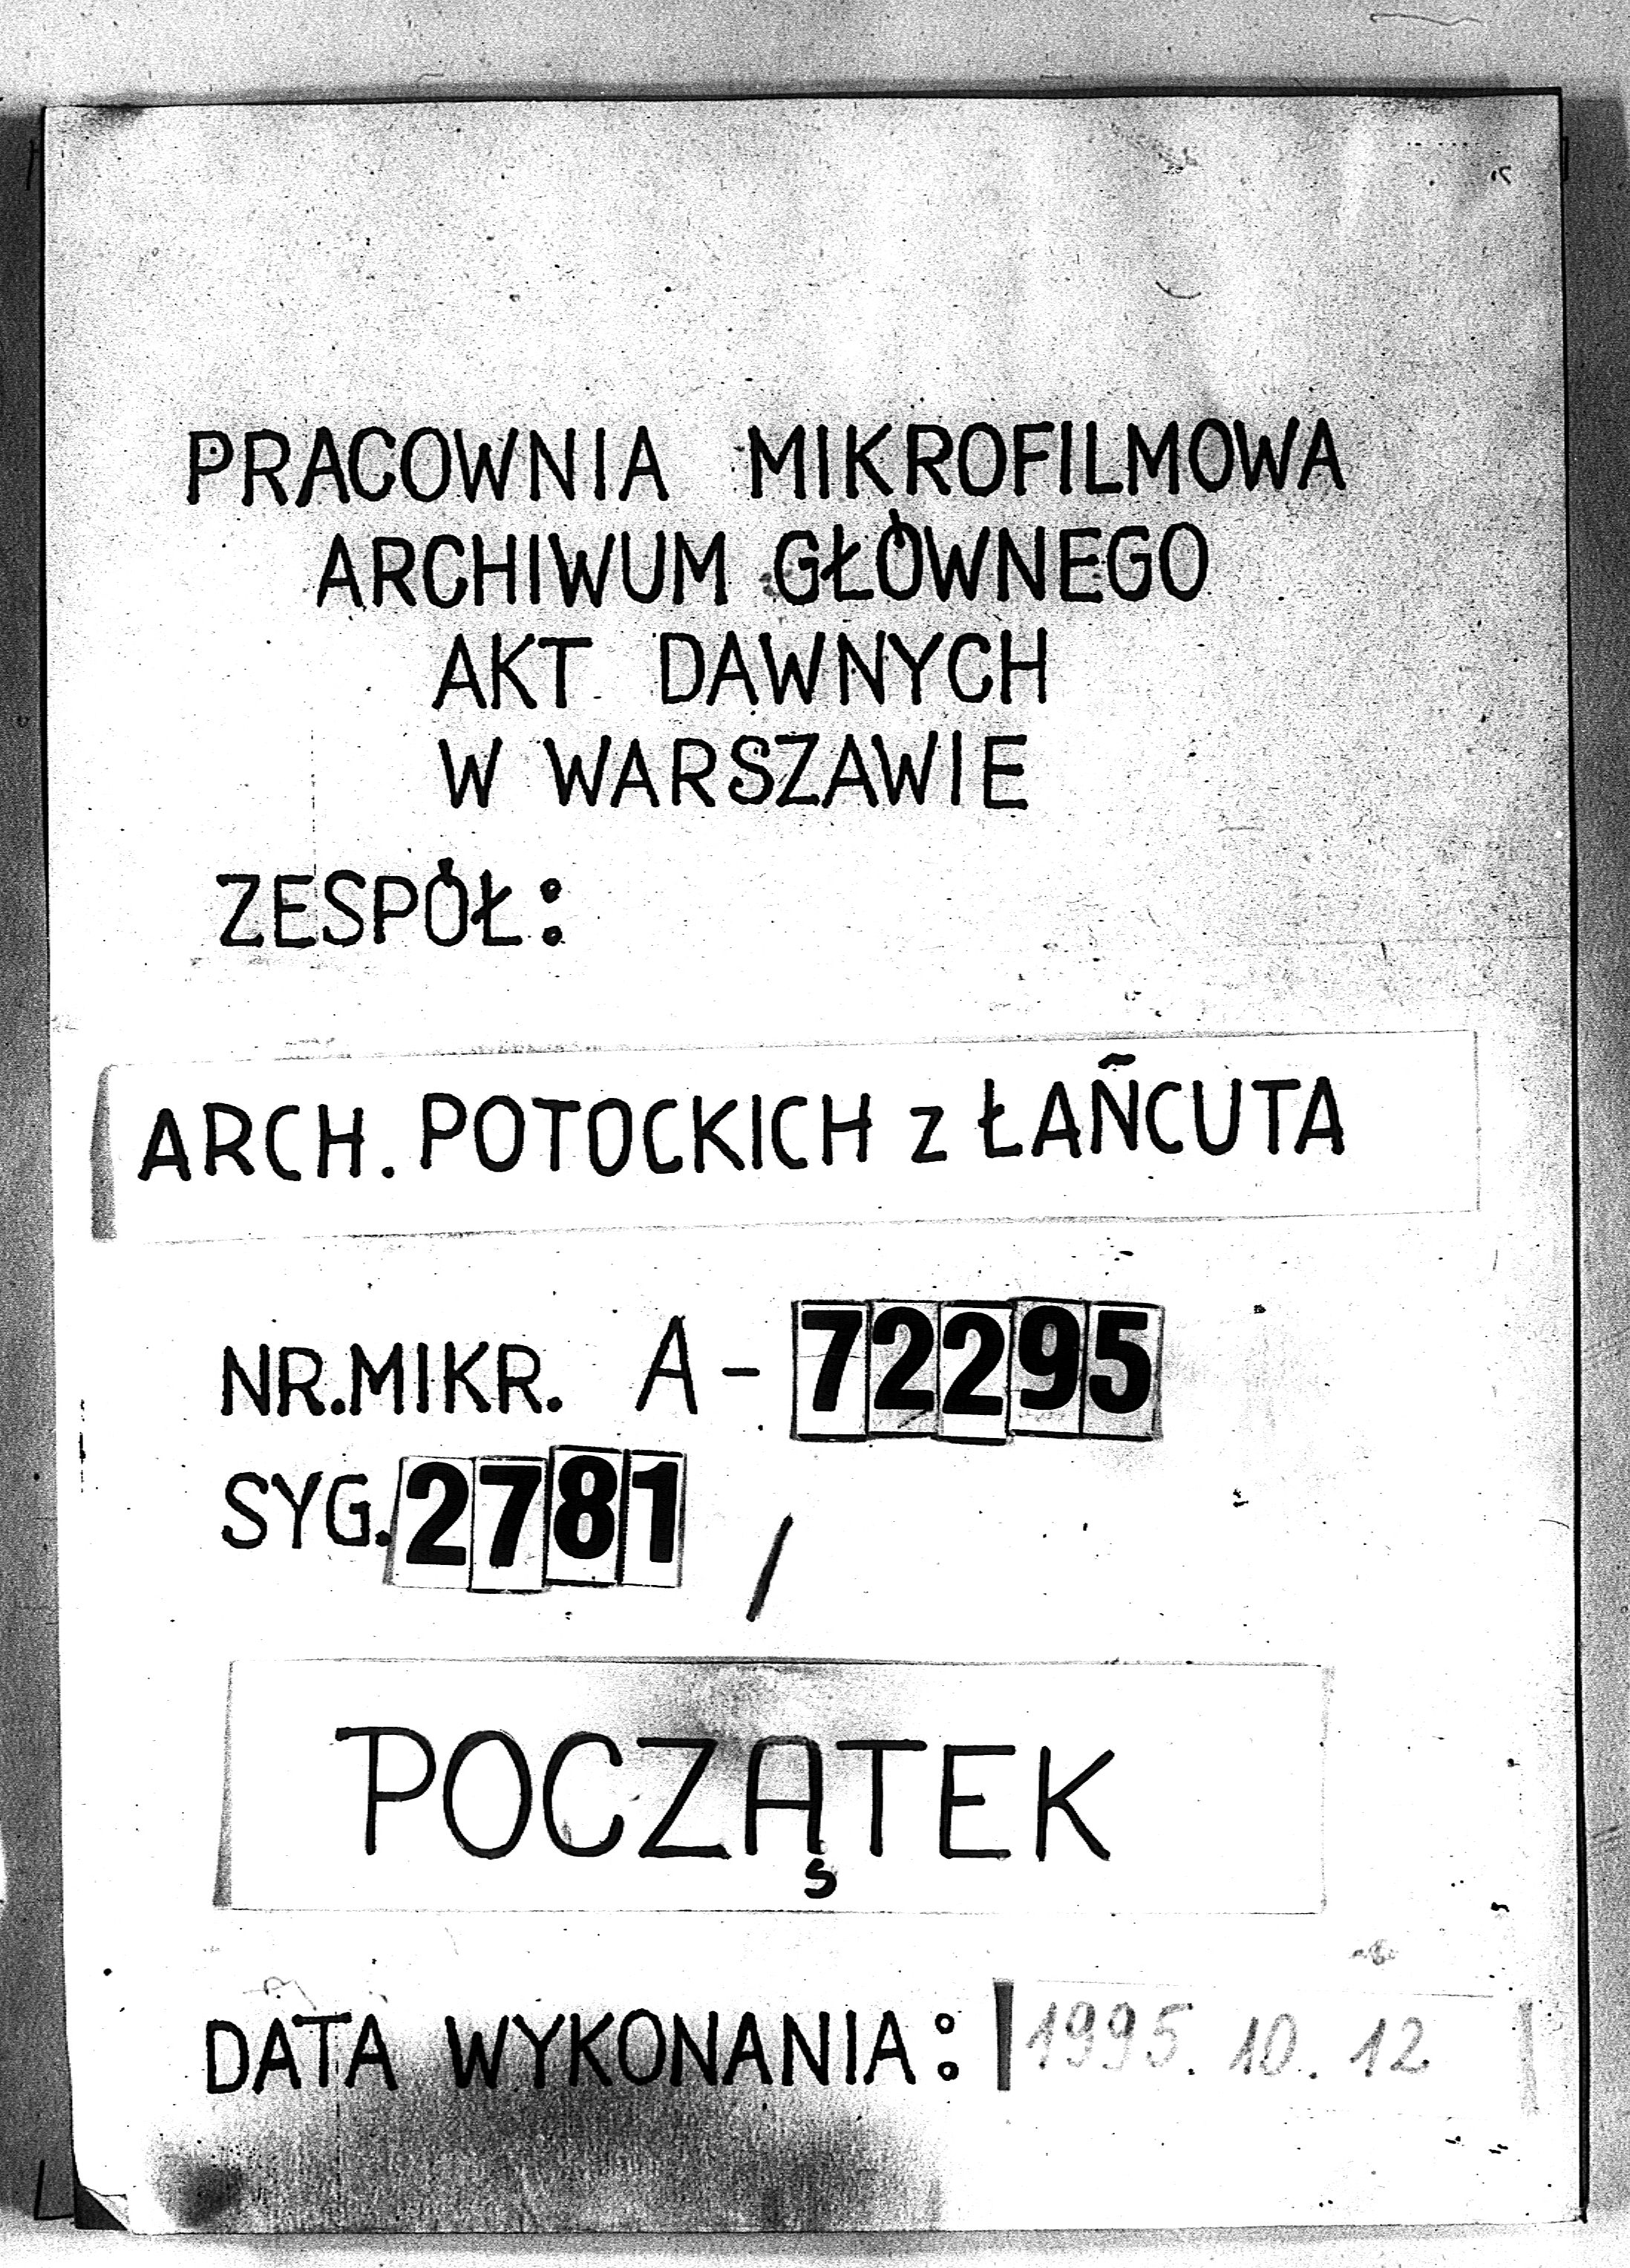 PRACOWNIA MIKROFILMOWA
ARCHIWUM GŁÓWNEGO
AKT DAWNYCH
W WARSZAWIE
ZESPÓŁ:
ARCH. POTOCKICH z ŁAŃCUTA
NR.MIKR. A-72295
SYG. 2781 /
POCZĄTEK
DATA WYKONANIA: 1995.10.12